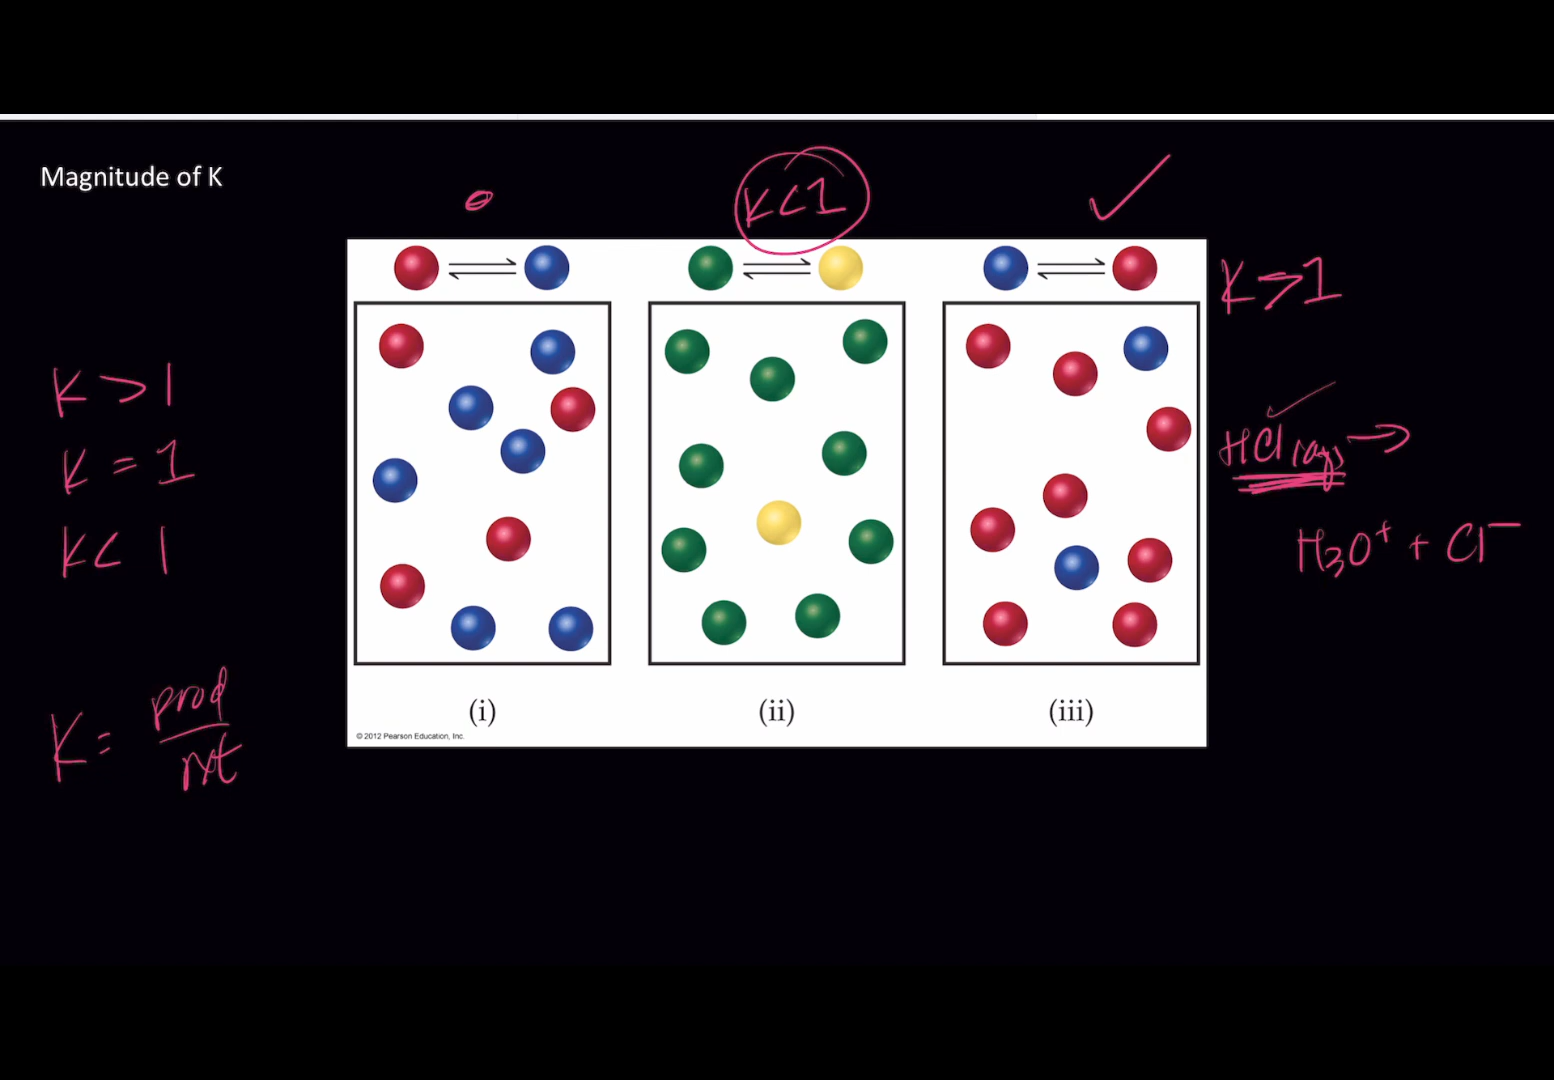 Magnitude of K
K<1
K>1
K > 1
K = 1
K < 1
HCl (aq) →
H₃O⁺ + Cl⁻
K = prod
rxt
(i) (ii) (iii)
© 2012 Pearson Education, Inc.